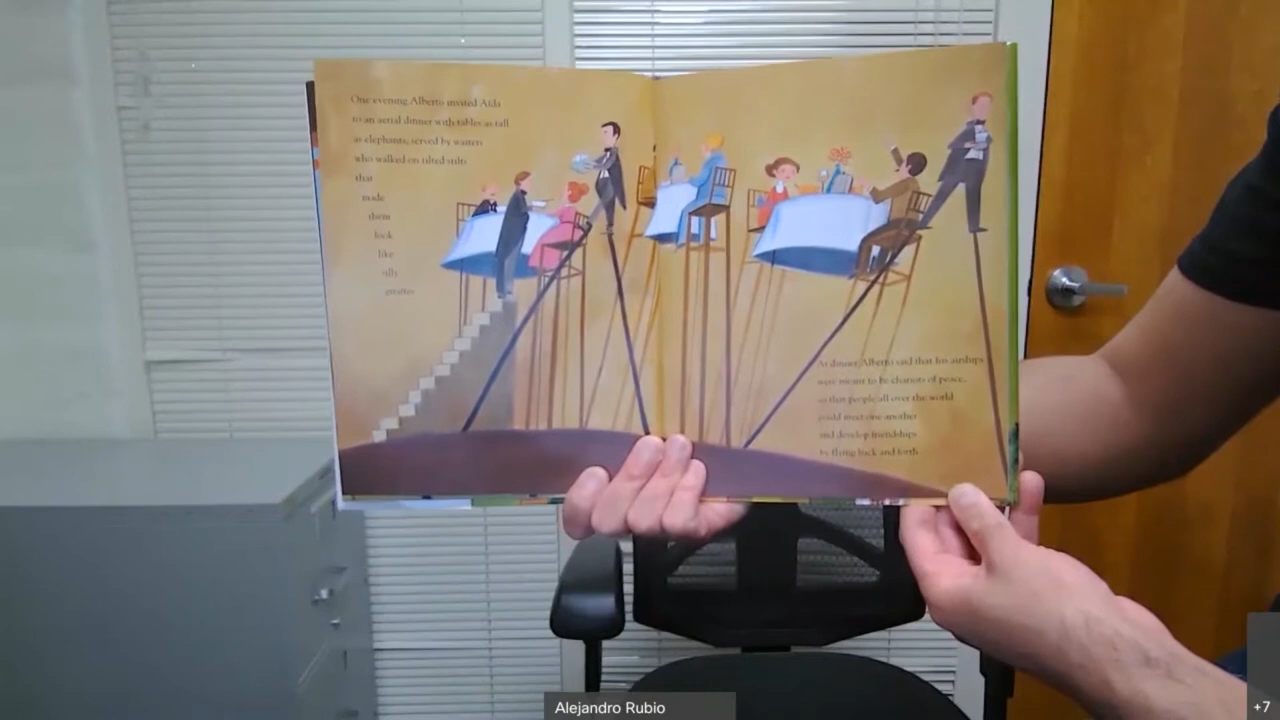 One evening Alberto invited Aida
to an aerial dinner with tables as tall
as elephants, served by waiters
who walked on tilted stilts
that
made
them
look
like
silly
giraffes
At dinner, Alberto said that his airships
were meant to be chariots of peace,
so that people all over the world
could meet one another
and develop friendships
by flying back and forth
Alejandro Rubio
+7